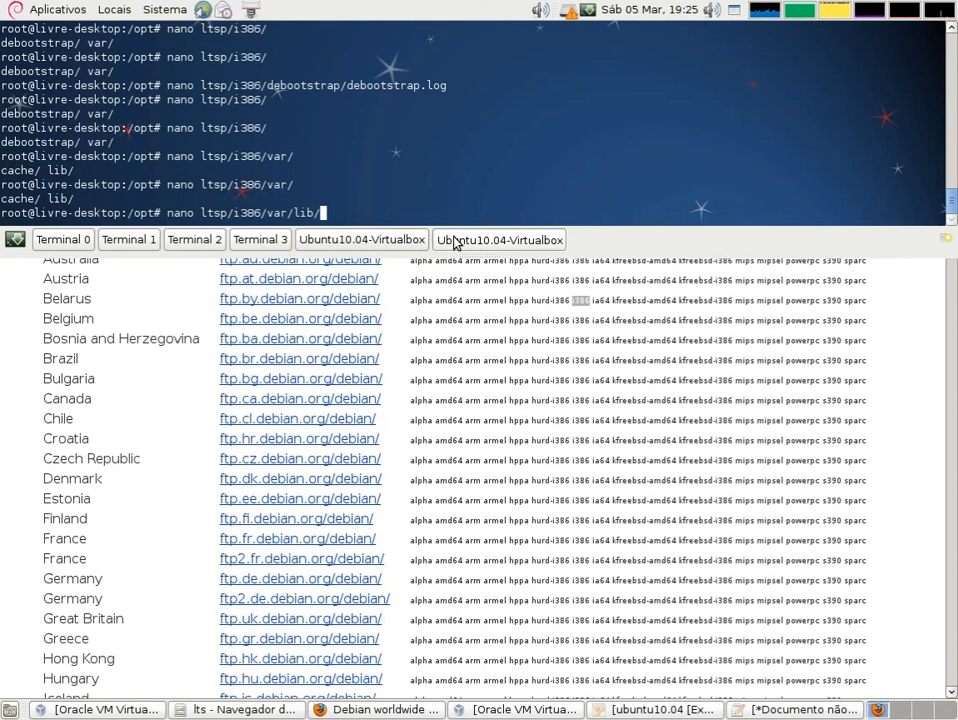 Aplicativos Locais Sistema Sáb 05 Mar, 19:25
root@livre-desktop:/opt# nano ltsp/i386/
debootstrap/ var/
root@livre-desktop:/opt# nano ltsp/i386/
debootstrap/ var/
root@livre-desktop:/opt# nano ltsp/i386/debootstrap/debootstrap.log
root@livre-desktop:/opt# nano ltsp/i386/
debootstrap/ var/
root@livre-desktop:/opt# nano ltsp/i386/
debootstrap/ var/
root@livre-desktop:/opt# nano ltsp/i386/var/
cache/ lib/
root@livre-desktop:/opt# nano ltsp/i386/var/
cache/ lib/
root@livre-desktop:/opt# nano ltsp/i386/var/lib/
Terminal 0 Terminal 1 Terminal 2 Terminal 3 Ubuntu10.04-Virtualbox Ubuntu10.04-Virtualbox
Australia ftp.au.debian.org/debian/ alpha amd64 arm armel hppa hurd-i386 i386 ia64 kfreebsd-amd64 kfreebsd-i386 mips mipsel powerpc s390 sparc
Austria ftp.at.debian.org/debian/ alpha amd64 arm armel hppa hurd-i386 i386 ia64 kfreebsd-amd64 kfreebsd-i386 mips mipsel powerpc s390 sparc
Belarus ftp.by.debian.org/debian/ alpha amd64 arm armel hppa hurd-i386 i386 ia64 kfreebsd-amd64 kfreebsd-i386 mips mipsel powerpc s390 sparc
Belgium ftp.be.debian.org/debian/ alpha amd64 arm armel hppa hurd-i386 i386 ia64 kfreebsd-amd64 kfreebsd-i386 mips mipsel powerpc s390 sparc
Bosnia and Herzegovina ftp.ba.debian.org/debian/ alpha amd64 arm armel hppa hurd-i386 i386 ia64 kfreebsd-amd64 kfreebsd-i386 mips mipsel powerpc s390 sparc
Brazil ftp.br.debian.org/debian/ alpha amd64 arm armel hppa hurd-i386 i386 ia64 kfreebsd-amd64 kfreebsd-i386 mips mipsel powerpc s390 sparc
Bulgaria ftp.bg.debian.org/debian/ alpha amd64 arm armel hppa hurd-i386 i386 ia64 kfreebsd-amd64 kfreebsd-i386 mips mipsel powerpc s390 sparc
Canada ftp.ca.debian.org/debian/ alpha amd64 arm armel hppa hurd-i386 i386 ia64 kfreebsd-amd64 kfreebsd-i386 mips mipsel powerpc s390 sparc
Chile ftp.cl.debian.org/debian/ alpha amd64 arm armel hppa hurd-i386 i386 ia64 kfreebsd-amd64 kfreebsd-i386 mips mipsel powerpc s390 sparc
Croatia ftp.hr.debian.org/debian/ alpha amd64 arm armel hppa hurd-i386 i386 ia64 kfreebsd-amd64 kfreebsd-i386 mips mipsel powerpc s390 sparc
Czech Republic ftp.cz.debian.org/debian/ alpha amd64 arm armel hppa hurd-i386 i386 ia64 kfreebsd-amd64 kfreebsd-i386 mips mipsel powerpc s390 sparc
Denmark ftp.dk.debian.org/debian/ alpha amd64 arm armel hppa hurd-i386 i386 ia64 kfreebsd-amd64 kfreebsd-i386 mips mipsel powerpc s390 sparc
Estonia ftp.ee.debian.org/debian/ alpha amd64 arm armel hppa hurd-i386 i386 ia64 kfreebsd-amd64 kfreebsd-i386 mips mipsel powerpc s390 sparc
Finland ftp.fi.debian.org/debian/ alpha amd64 arm armel hppa hurd-i386 i386 ia64 kfreebsd-amd64 kfreebsd-i386 mips mipsel powerpc s390 sparc
France ftp.fr.debian.org/debian/ alpha amd64 arm armel hppa hurd-i386 i386 ia64 kfreebsd-amd64 kfreebsd-i386 mips mipsel powerpc s390 sparc
France ftp2.fr.debian.org/debian/ alpha amd64 arm armel hppa hurd-i386 i386 ia64 kfreebsd-amd64 kfreebsd-i386 mips mipsel powerpc s390 sparc
Germany ftp.de.debian.org/debian/ alpha amd64 arm armel hppa hurd-i386 i386 ia64 kfreebsd-amd64 kfreebsd-i386 mips mipsel powerpc s390 sparc
Germany ftp2.de.debian.org/debian/ alpha amd64 arm armel hppa hurd-i386 i386 ia64 kfreebsd-amd64 kfreebsd-i386 mips mipsel powerpc s390 sparc
Great Britain ftp.uk.debian.org/debian/ alpha amd64 arm armel hppa hurd-i386 i386 ia64 kfreebsd-amd64 kfreebsd-i386 mips mipsel powerpc s390 sparc
Greece ftp.gr.debian.org/debian/ alpha amd64 arm armel hppa hurd-i386 i386 ia64 kfreebsd-amd64 kfreebsd-i386 mips mipsel powerpc s390 sparc
Hong Kong ftp.hk.debian.org/debian/ alpha amd64 arm armel hppa hurd-i386 i386 ia64 kfreebsd-amd64 kfreebsd-i386 mips mipsel powerpc s390 sparc
Hungary ftp.hu.debian.org/debian/ alpha amd64 arm armel hppa hurd-i386 i386 ia64 kfreebsd-amd64 kfreebsd-i386 mips mipsel powerpc s390 sparc
Iceland ftp.is.debian.org/debian/
[Oracle VM Virtua... lts - Navegador d... Debian worldwide ... [Oracle VM Virtua... [ubuntu10.04 [Ex... [*Documento não...